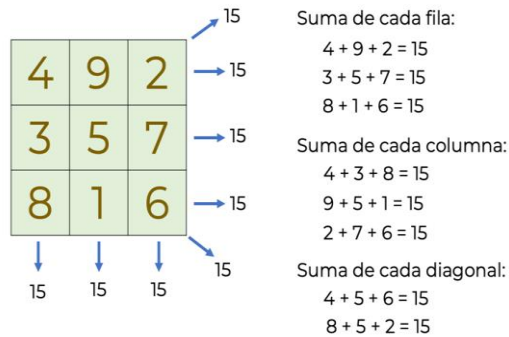 15
4 9 2 15
3 5 7 15
8 1 6 15
15
15 15 15
Suma de cada fila:
4 + 9 + 2 = 15
3 + 5 + 7 = 15
8 + 1 + 6 = 15
Suma de cada columna:
4 + 3 + 8 = 15
9 + 5 + 1 = 15
2 + 7 + 6 = 15
Suma de cada diagonal:
4 + 5 + 6 = 15
8 + 5 + 2 = 15